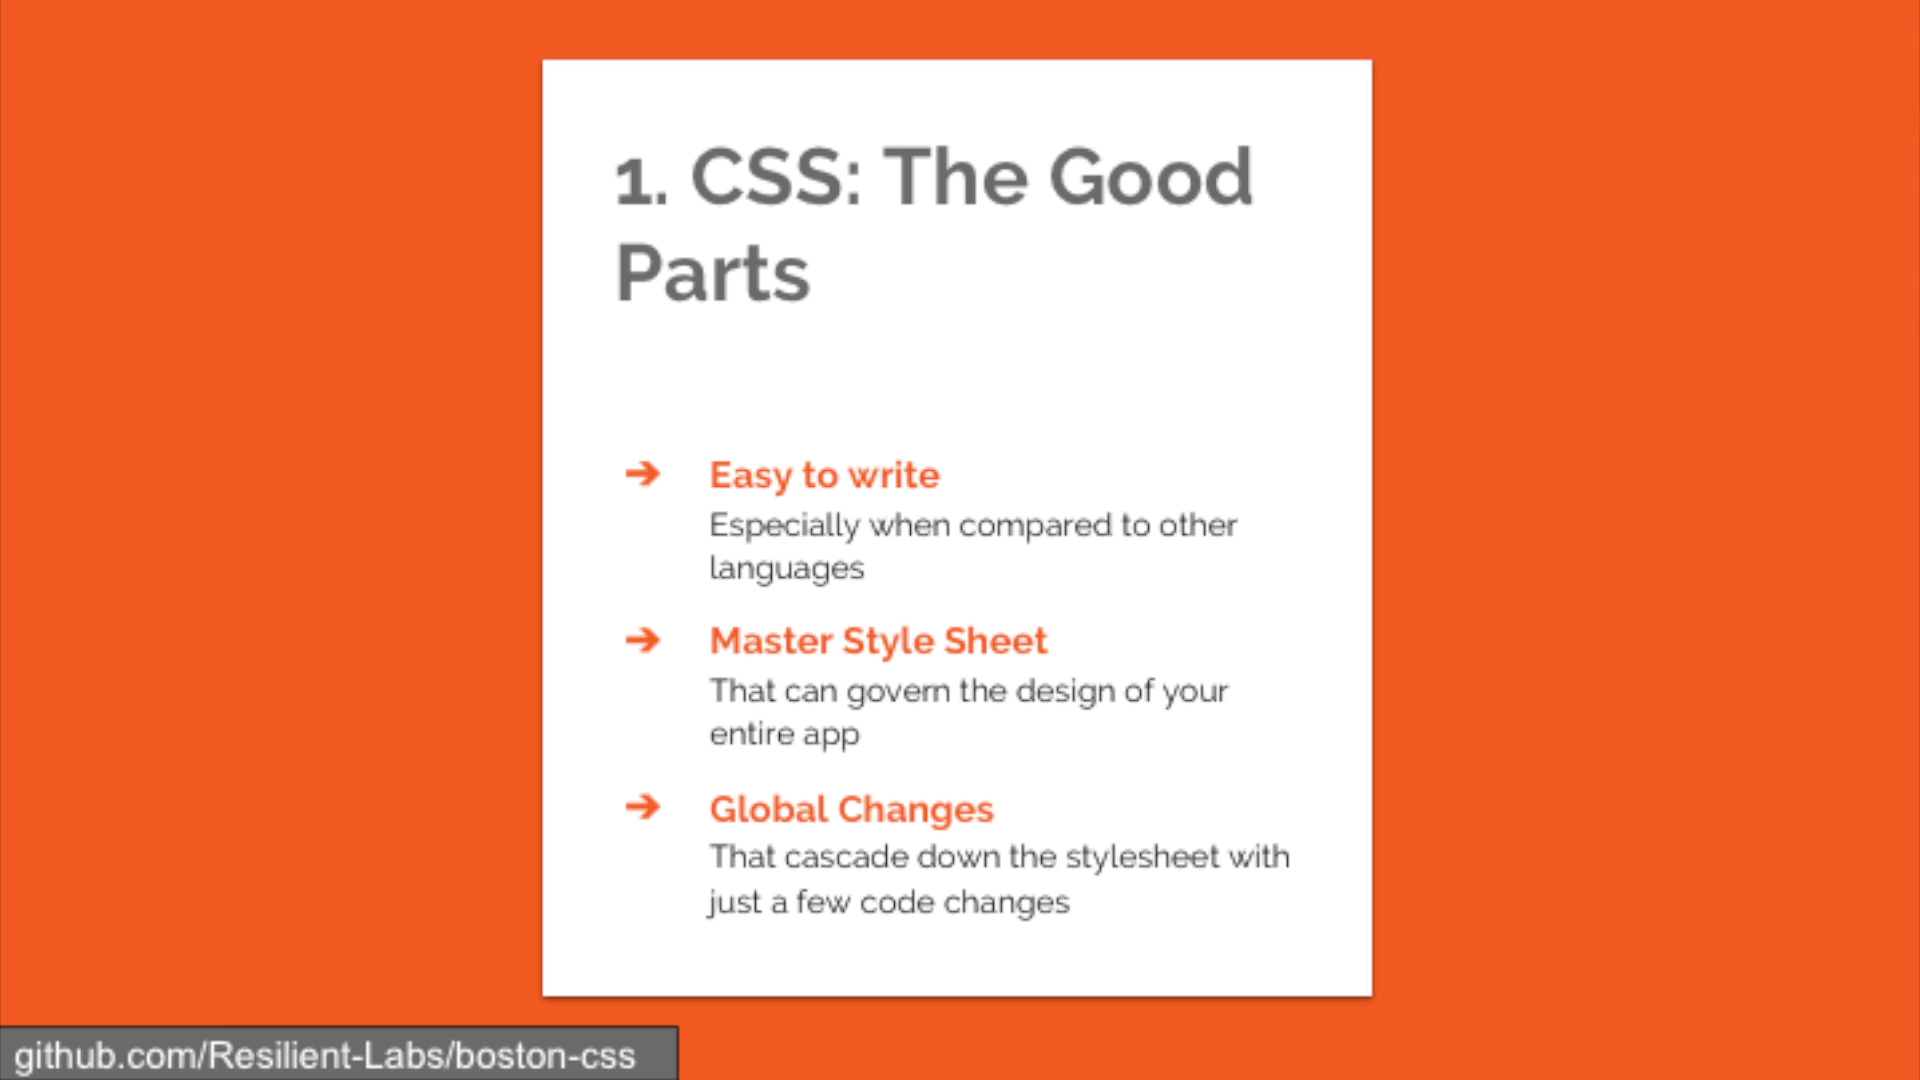 1. CSS: The Good
Parts
➔ Easy to write
Especially when compared to other
languages
➔ Master Style Sheet
That can govern the design of your
entire app
➔ Global Changes
That cascade down the stylesheet with
just a few code changes
github.com/Resilient-Labs/boston-css